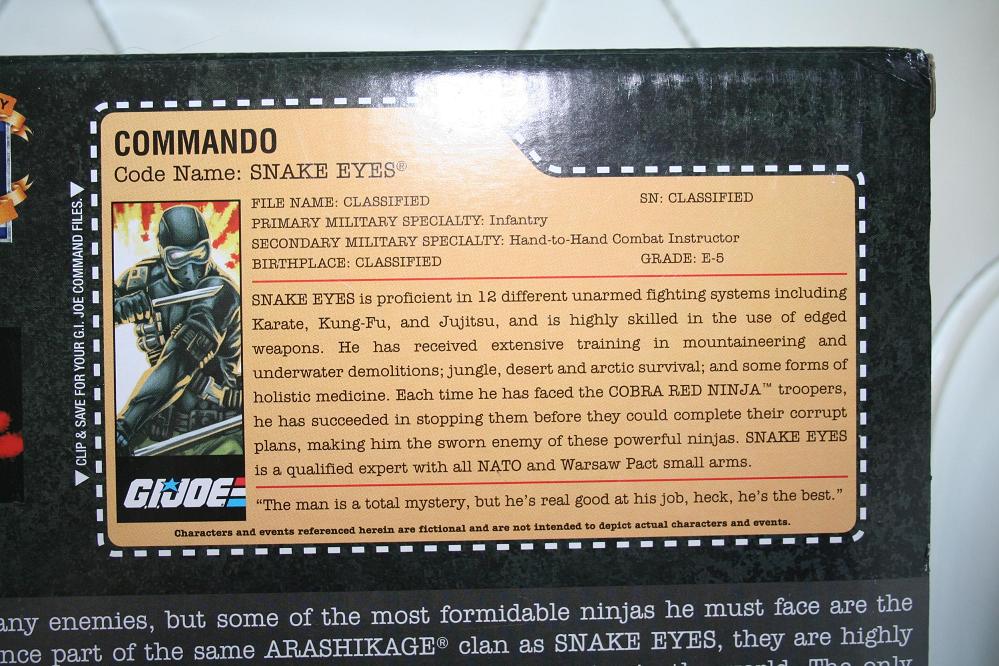 Y
COMMANDO
Code Name: SNAKE EYES®
FILE NAME: CLASSIFIED SN: CLASSIFIED
PRIMARY MILITARY SPECIALTY: Infantry
SECONDARY MILITARY SPECIALTY: Hand-to-Hand Combat Instructor
BIRTHPLACE: CLASSIFIED GRADE: E-5
SNAKE EYES is proficient in 12 different unarmed fighting systems including
Karate, Kung-Fu, and Jujitsu, and is highly skilled in the use of edged
weapons. He has received extensive training in mountaineering and
underwater demolitions; jungle, desert and arctic survival; and some forms of
holistic medicine. Each time he has faced the COBRA RED NINJA™ troopers,
he has succeeded in stopping them before they could complete their corrupt
plans, making him the sworn enemy of these powerful ninjas. SNAKE EYES
is a qualified expert with all NATO and Warsaw Pact small arms.
"The man is a total mystery, but he's real good at his job, heck, he's the best."
Characters and events referenced herein are fictional and are not intended to depict actual characters and events.
G.I.JOE
▼CLIP & SAVE FOR YOUR G.I. JOE COMMAND FILES.▼
any enemies, but some of the most formidable ninjas he must face are the
nce part of the same ARASHIKAGE® clan as SNAKE EYES, they are highly
the world. The only